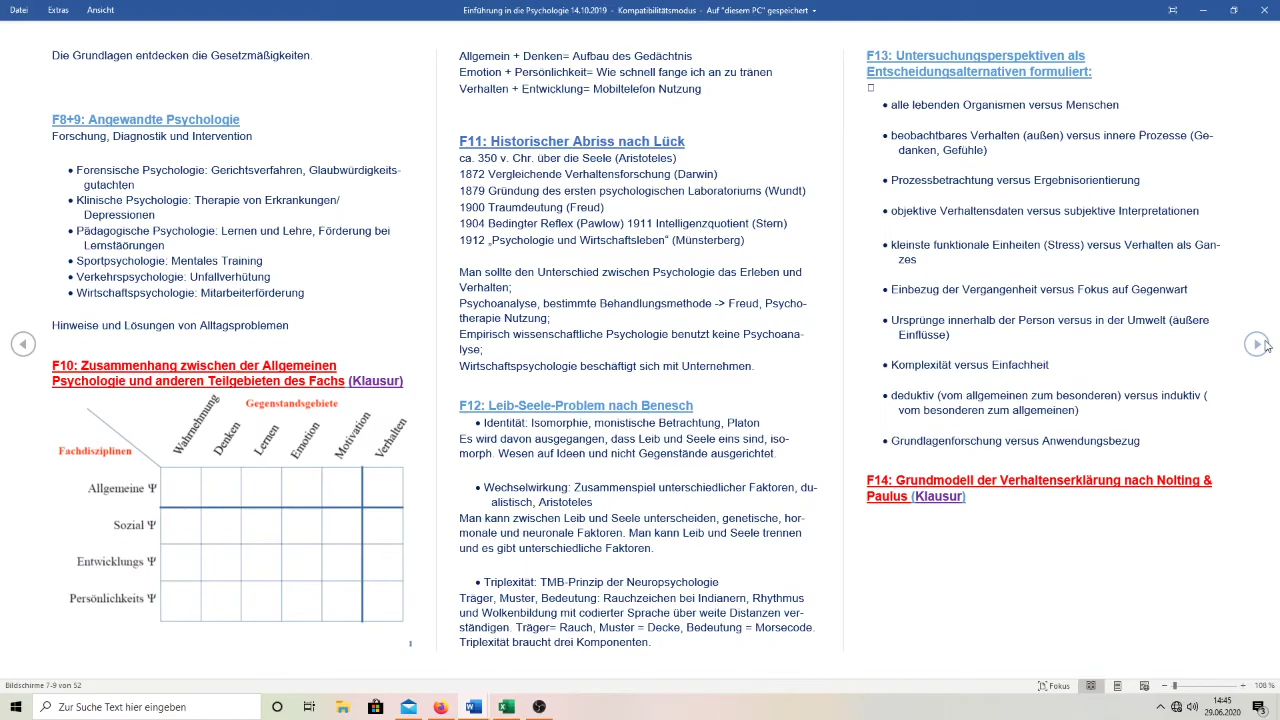 Datei Extras Ansicht
Einführung in die Psychologie 14.10.2019 - Kompatibilitätsmodus - Auf "diesem PC" gespeichert
Die Grundlagen entdecken die Gesetzmäßigkeiten.
F8+9: Angewandte Psychologie
Forschung, Diagnostik und Intervention
• Forensische Psychologie: Gerichtsverfahren, Glaubwürdigkeits-
gutachten
• Klinische Psychologie: Therapie von Erkrankungen/
Depressionen
• Pädagogische Psychologie: Lernen und Lehre, Förderung bei
Lernstäörungen
• Sportpsychologie: Mentales Training
• Verkehrspsychologie: Unfallverhütung
• Wirtschaftspsychologie: Mitarbeiterförderung
Hinweise und Lösungen von Alltagsproblemen
F10: Zusammenhang zwischen der Allgemeinen
Psychologie und anderen Teilgebieten des Fachs (Klausur)
Gegenstandsgebiete
Fachdisziplinen
Wahrnehmung
Denken
Lernen
Emotion
Motivation
Verhalten
Allgemeine Ψ
Sozial Ψ
Entwicklungs Ψ
Persönlichkeits Ψ
Allgemein + Denken= Aufbau des Gedächtnis
Emotion + Persönlichkeit= Wie schnell fange ich an zu tränen
Verhalten + Entwicklung= Mobiltelefon Nutzung
F11: Historischer Abriss nach Lück
ca. 350 v. Chr. über die Seele (Aristoteles)
1872 Vergleichende Verhaltensforschung (Darwin)
1879 Gründung des ersten psychologischen Laboratoriums (Wundt)
1900 Traumdeutung (Freud)
1904 Bedingter Reflex (Pawlow) 1911 Intelligenzquotient (Stern)
1912 „Psychologie und Wirtschaftsleben“ (Münsterberg)
Man sollte den Unterschied zwischen Psychologie das Erleben und
Verhalten;
Psychoanalyse, bestimmte Behandlungsmethode -> Freud, Psycho-
therapie Nutzung;
Empirisch wissenschaftliche Psychologie benutzt keine Psychoana-
lyse;
Wirtschaftspsychologie beschäftigt sich mit Unternehmen.
F12: Leib-Seele-Problem nach Benesch
• Identität: Isomorphie, monistische Betrachtung, Platon
Es wird davon ausgegangen, dass Leib und Seele eins sind, iso-
morph. Wesen auf Ideen und nicht Gegenstände ausgerichtet.
• Wechselwirkung: Zusammenspiel unterschiedlicher Faktoren, du-
alistisch, Aristoteles
Man kann zwischen Leib und Seele unterscheiden, genetische, hor-
monale und neuronale Faktoren. Man kann Leib und Seele trennen
und es gibt unterschiedliche Faktoren.
• Triplexität: TMB-Prinzip der Neuropsychologie
Träger, Muster, Bedeutung: Rauchzeichen bei Indianern, Rhythmus
und Wolkenbildung mit codierter Sprache über weite Distanzen ver-
ständigen. Träger= Rauch, Muster = Decke, Bedeutung = Morsecode.
Triplexität braucht drei Komponenten.
F13: Untersuchungsperspektiven als
Entscheidungsalternativen formuliert:
• alle lebenden Organismen versus Menschen
• beobachtbares Verhalten (außen) versus innere Prozesse (Ge-
danken, Gefühle)
• Prozessbetrachtung versus Ergebnisorientierung
• objektive Verhaltensdaten versus subjektive Interpretationen
• kleinste funktionale Einheiten (Stress) versus Verhalten als Gan-
zes
• Einbezug der Vergangenheit versus Fokus auf Gegenwart
• Ursprünge innerhalb der Person versus in der Umwelt (äußere
Einflüsse)
• Komplexität versus Einfachheit
• deduktiv (vom allgemeinen zum besonderen) versus induktiv (
vom besonderen zum allgemeinen)
• Grundlagenforschung versus Anwendungsbezug
F14: Grundmodell der Verhaltenserklärung nach Nolting &
Paulus (Klausur)
Bildschirme 7-9 von 52
Fokus
108 %
Zur Suche Text hier eingeben
14:45
29.06.2020
3